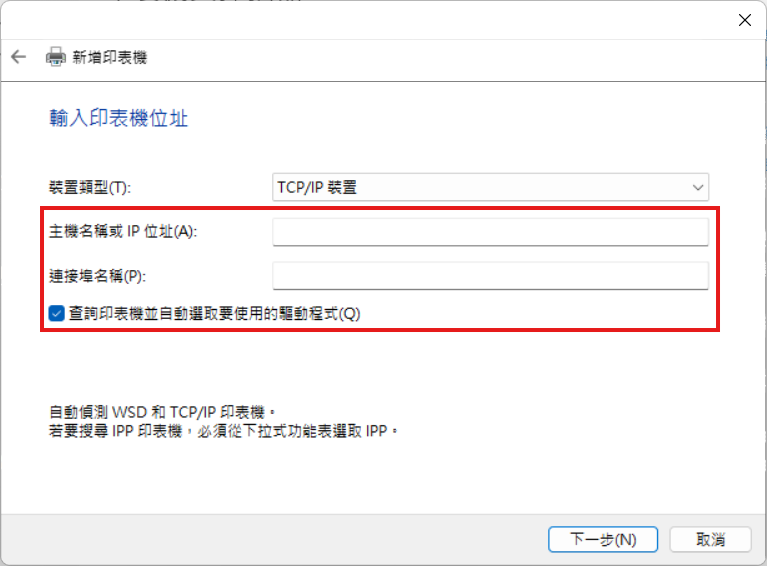 新增印表機
輸入印表機位址
裝置類型(T): TCP/IP 裝置
主機名稱或 IP 位址(A):
連接埠名稱(P):
查詢印表機並自動選取要使用的驅動程式(Q)
自動偵測 WSD 和 TCP/IP 印表機。
若要搜尋 IPP 印表機，必須從下拉式功能表選取 IPP。
下一步(N) 取消